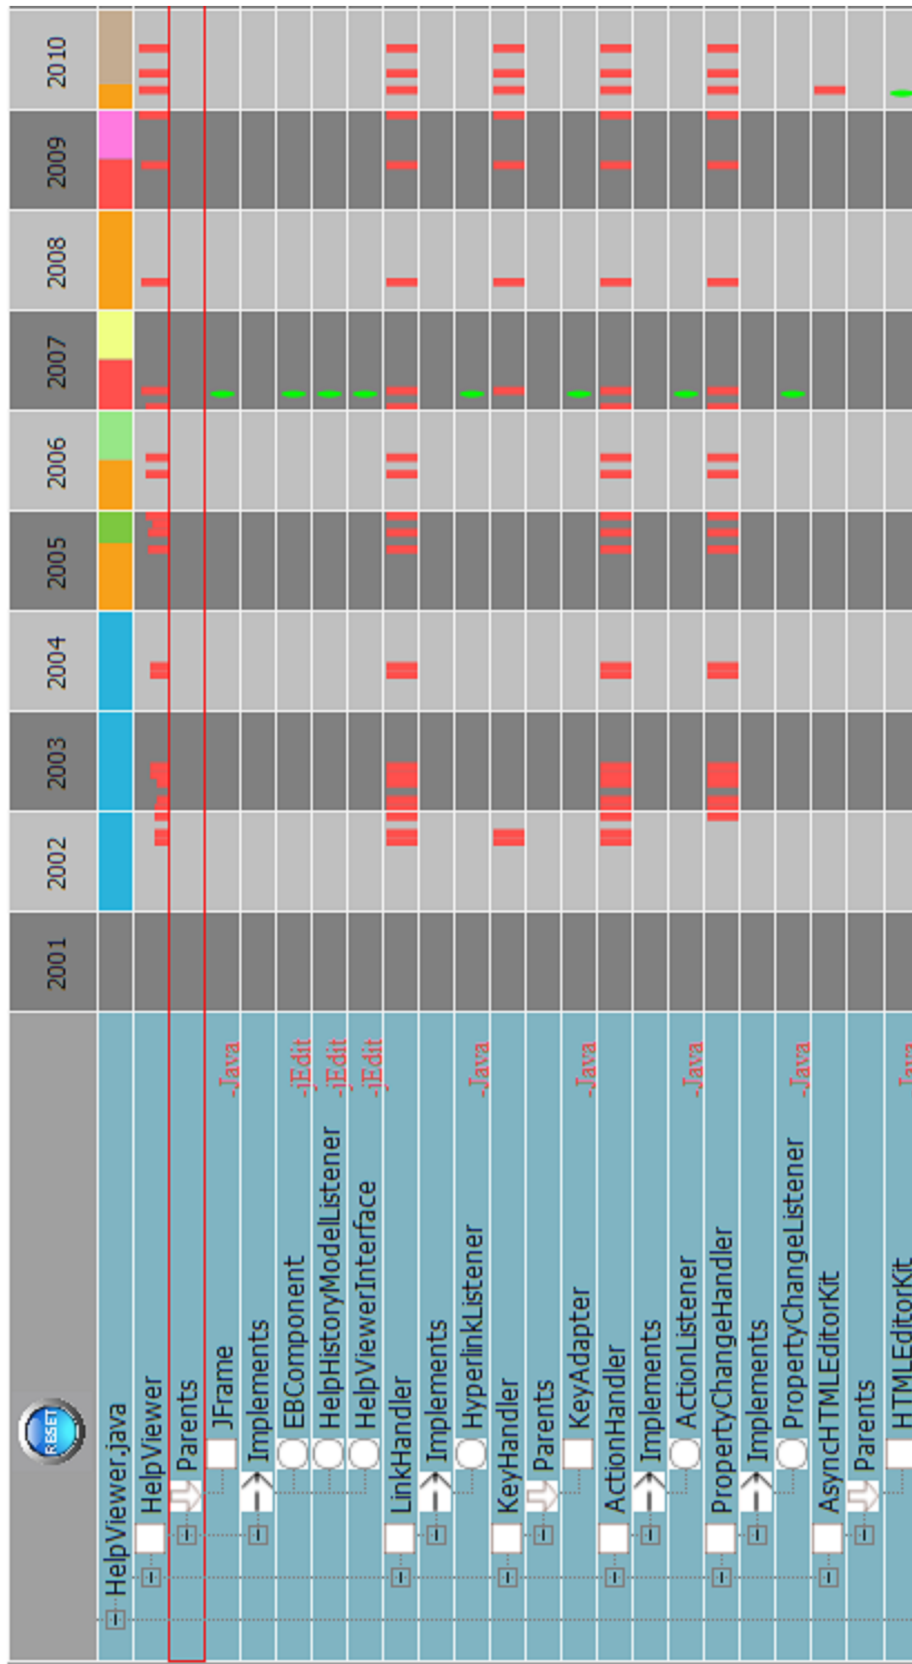 RESET
2001 2002 2003 2004 2005 2006 2007 2008 2009 2010
HelpViewer.java
HelpViewer
Parents
JFrame -Java
Implements
EBComponent -jEdit
HelpHistoryModelListener -jEdit
HelpViewerInterface -jEdit
LinkHandler
Implements
HyperlinkListener -Java
KeyHandler
Parents
KeyAdapter -Java
ActionHandler
Implements
ActionListener -Java
PropertyChangeHandler
Implements
PropertyChangeListener -Java
AsyncHTMLEditorKit
Parents
HTMLEditorKit -Java